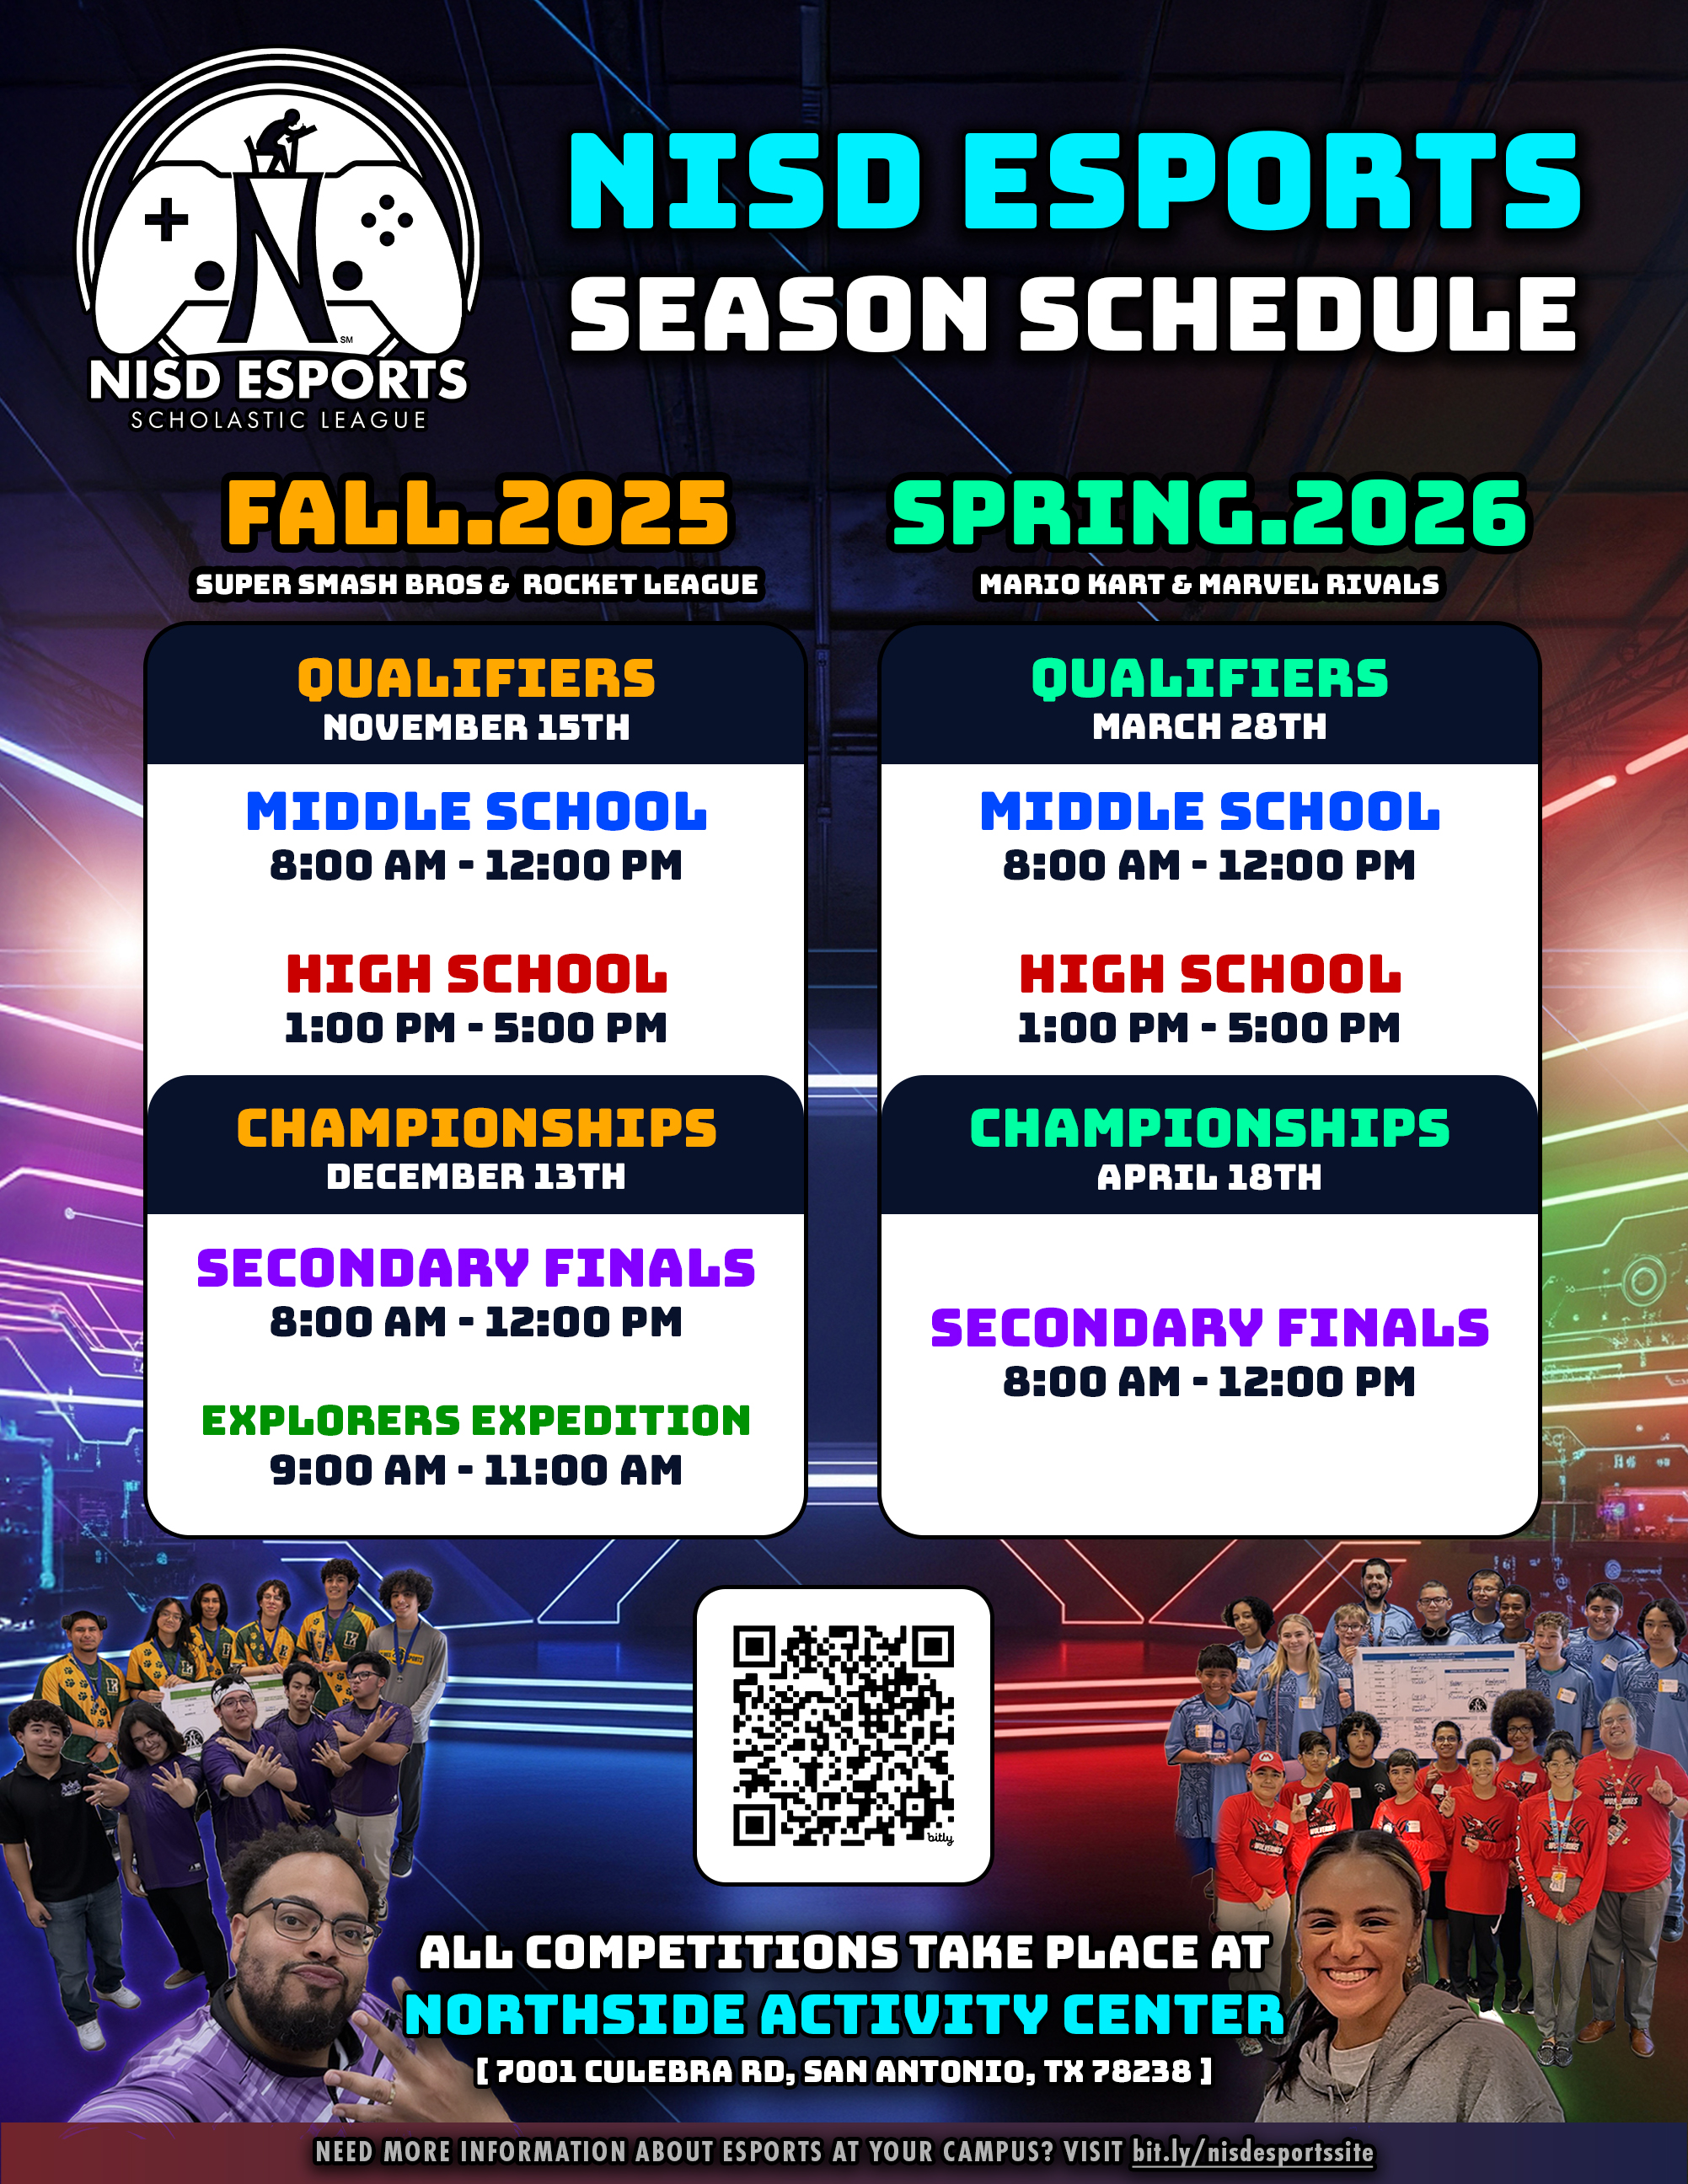 NISD ESPORTS
SCHOLASTIC LEAGUE
NISD ESPORTS
SEASON SCHEDULE
FALL.2025
SUPER SMASH BROS & ROCKET LEAGUE
QUALIFIERS
NOVEMBER 15TH
MIDDLE SCHOOL
8:00 AM - 12:00 PM
HIGH SCHOOL
1:00 PM - 5:00 PM
CHAMPIONSHIPS
DECEMBER 13TH
SECONDARY FINALS
8:00 AM - 12:00 PM
EXPLORERS EXPEDITION
9:00 AM - 11:00 AM
SPRING.2026
MARIO KART & MARVEL RIVALS
QUALIFIERS
MARCH 28TH
MIDDLE SCHOOL
8:00 AM - 12:00 PM
HIGH SCHOOL
1:00 PM - 5:00 PM
CHAMPIONSHIPS
APRIL 18TH
SECONDARY FINALS
8:00 AM - 12:00 PM
bitly
ALL COMPETITIONS TAKE PLACE AT
NORTHSIDE ACTIVITY CENTER
[ 7001 CULEBRA RD, SAN ANTONIO, TX 78238 ]
NEED MORE INFORMATION ABOUT ESPORTS AT YOUR CAMPUS? VISIT bit.ly/nisdesportssite